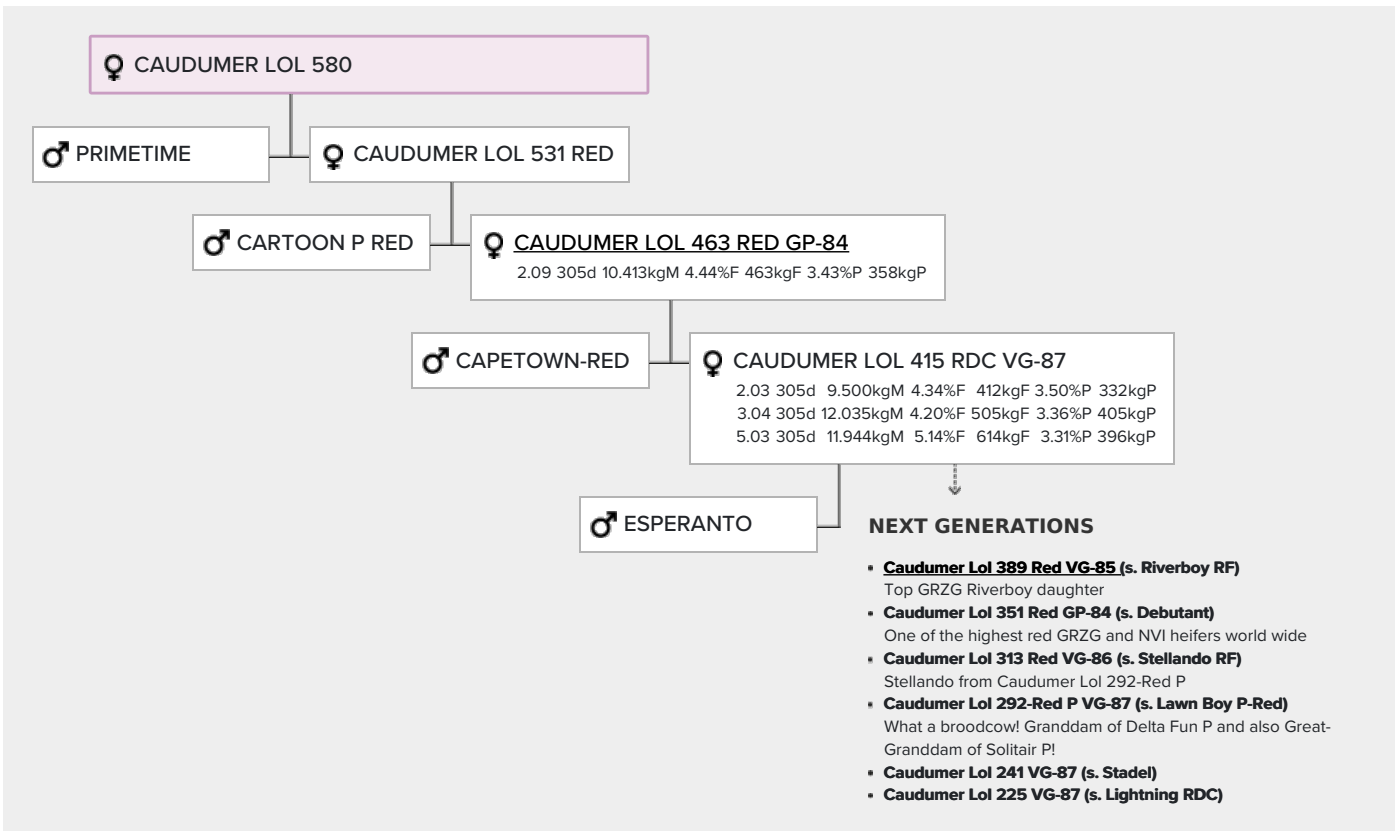 CAUDUMER LOL 580
PRIMETIME
CAUDUMER LOL 531 RED
CARTOON P RED
CAUDUMER LOL 463 RED GP-84
2.09 305d 10.413kgM 4.44%F 463kgF 3.43%P 358kgP
CAPETOWN-RED
CAUDUMER LOL 415 RDC VG-87
2.03 305d 9.500kgM 4.34%F 412kgF 3.50%P 332kgP
3.04 305d 12.035kgM 4.20%F 505kgF 3.36%P 405kgP
5.03 305d 11.944kgM 5.14%F 614kgF 3.31%P 396kgP
ESPERANTO
NEXT GENERATIONS
• Caudumer Lol 389 Red VG-85 (s. Riverboy RF)
Top GRZG Riverboy daughter
• Caudumer Lol 351 Red GP-84 (s. Debutant)
One of the highest red GRZG and NVI heifers world wide
• Caudumer Lol 313 Red VG-86 (s. Stellando RF)
Stellando from Caudumer Lol 292-Red P
• Caudumer Lol 292-Red P VG-87 (s. Lawn Boy P-Red)
What a broodcow! Granddam of Delta Fun P and also Great-
Granddam of Solitair P!
• Caudumer Lol 241 VG-87 (s. Stadel)
• Caudumer Lol 225 VG-87 (s. Lightning RDC)